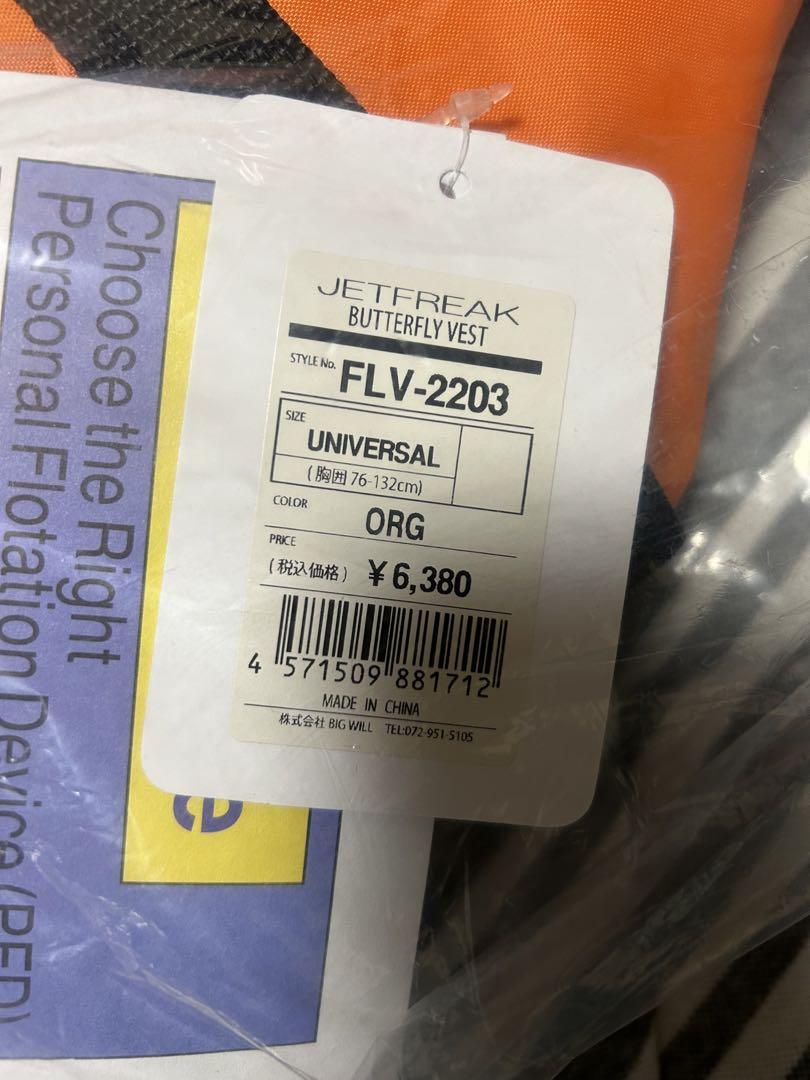 JETFREAK
BUTTERFLY VEST
STYLE No. FLV-2203
SIZE
UNIVERSAL
(胸囲 76-132cm)
COLOR
ORG
PRICE
(税込価格) ¥6,380
4 571509 881712
MADE IN CHINA
株式会社 BIG WILL TEL:072-951-5105
Choose the Right
Personal Flotation Device (PFD)
e